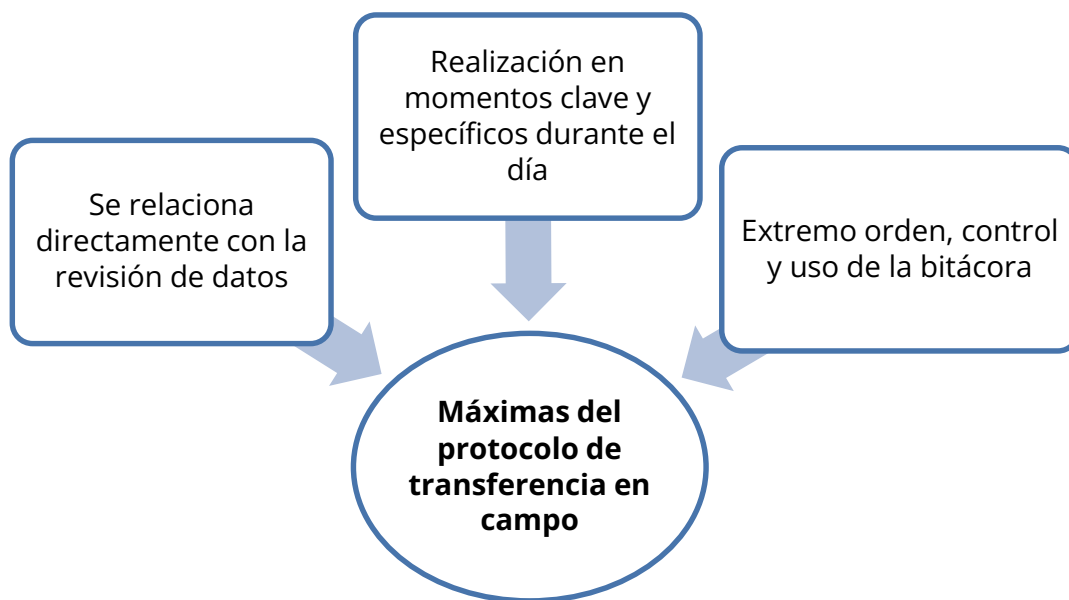 Realización en
momentos clave y
específicos durante el
día
Se relaciona
directamente con la
revisión de datos
Extremo orden, control
y uso de la bitácora
Máximas del
protocolo de
transferencia en
campo